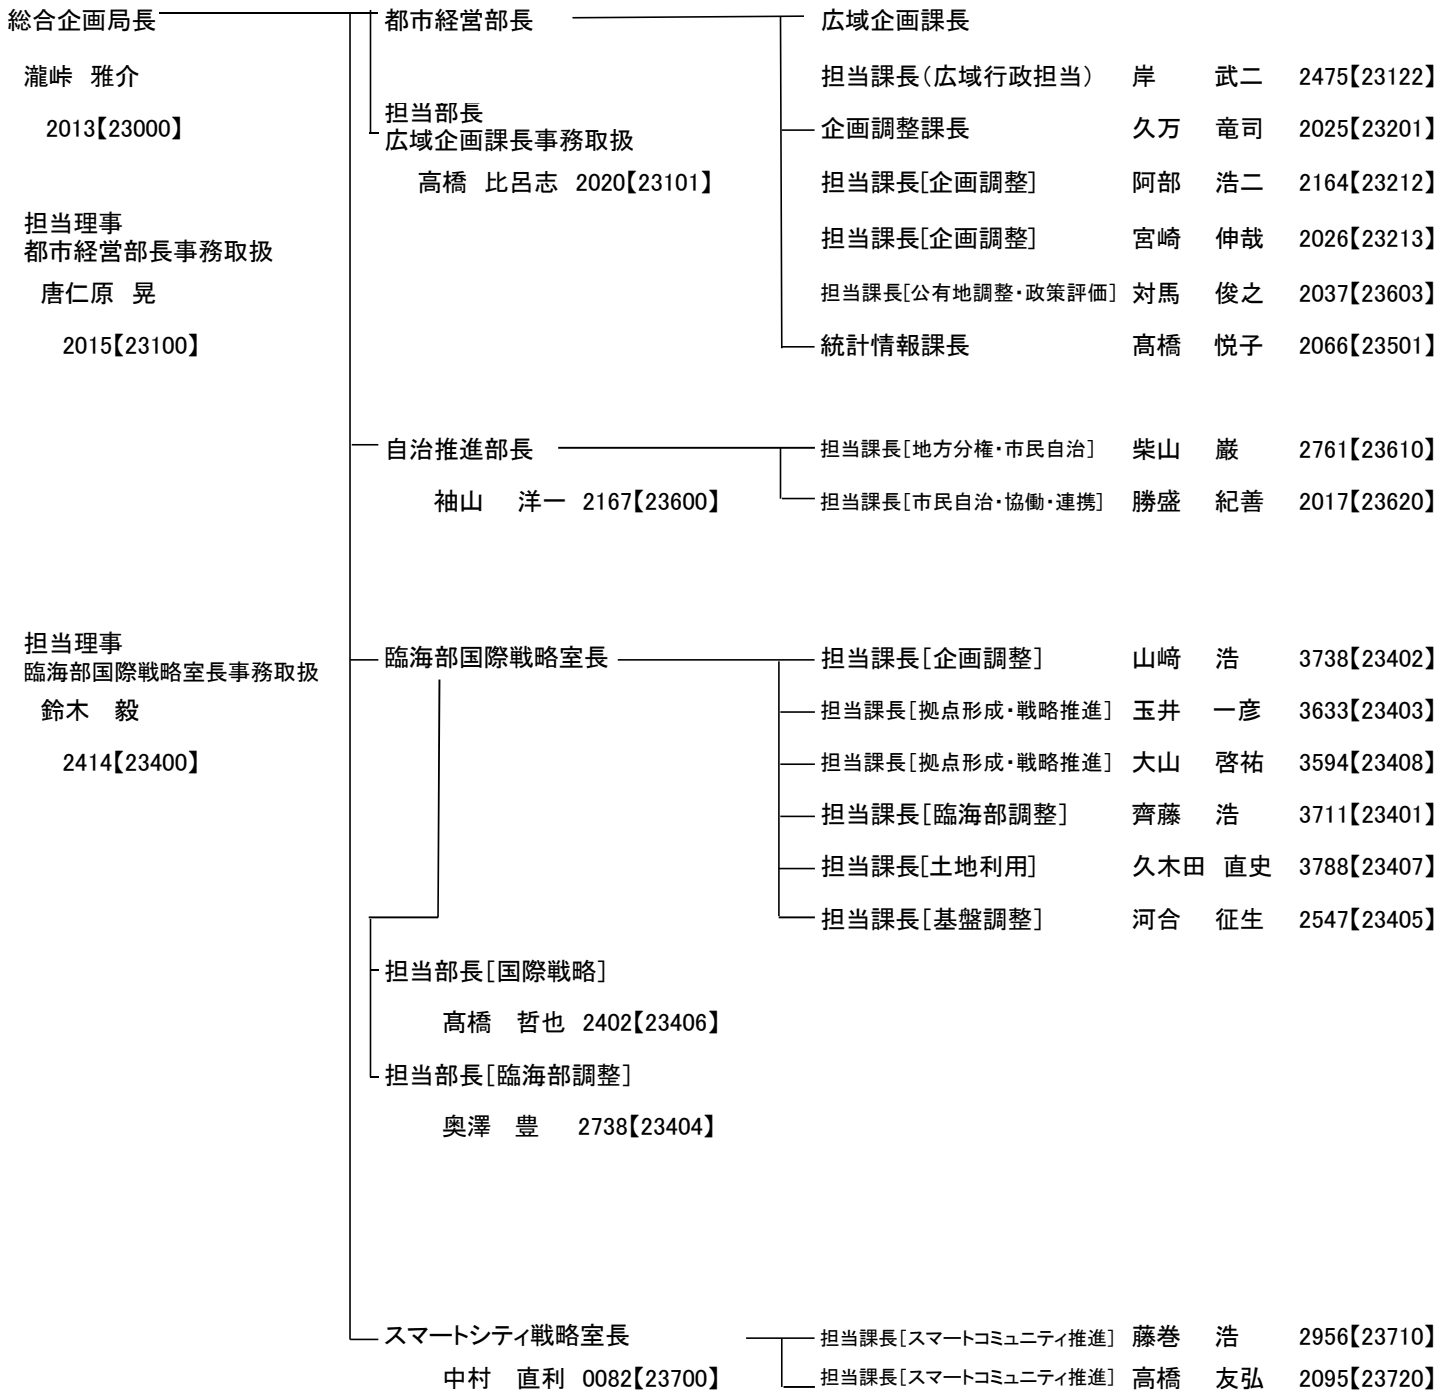 総合企画局長 都市経営部長 広域企画課長
瀧峠 雅介 担当課長(広域行政担当) 岸 武二 2475【23122】
担当部長
2013【23000】 広域企画課長事務取扱 企画調整課長 久万 竜司 2025【23201】
高橋 比呂志 2020【23101】 担当課長[企画調整] 阿部 浩二 2164【23212】
担当理事
都市経営部長事務取扱 担当課長[企画調整] 宮崎 伸哉 2026【23213】
唐仁原 晃 担当課長[公有地調整・政策評価] 対馬 俊之 2037【23603】
2015【23100】 統計情報課長 髙橋 悦子 2066【23501】
自治推進部長 担当課長[地方分権・市民自治] 柴山 巌 2761【23610】
袖山 洋一 2167【23600】 担当課長[市民自治・協働・連携] 勝盛 紀善 2017【23620】
担当理事
臨海部国際戦略室長事務取扱 臨海部国際戦略室長 担当課長[企画調整] 山﨑 浩 3738【23402】
鈴木 毅 担当課長[拠点形成・戦略推進] 玉井 一彦 3633【23403】
2414【23400】 担当課長[拠点形成・戦略推進] 大山 啓祐 3594【23408】
担当課長[臨海部調整] 齊藤 浩 3711【23401】
担当課長[土地利用] 久木田 直史 3788【23407】
担当課長[基盤調整] 河合 征生 2547【23405】
担当部長[国際戦略]
髙橋 哲也 2402【23406】
担当部長[臨海部調整]
奥澤 豊 2738【23404】
スマートシティ戦略室長 担当課長[スマートコミュニティ推進] 藤巻 浩 2956【23710】
中村 直利 0082【23700】 担当課長[スマートコミュニティ推進] 高橋 友弘 2095【23720】